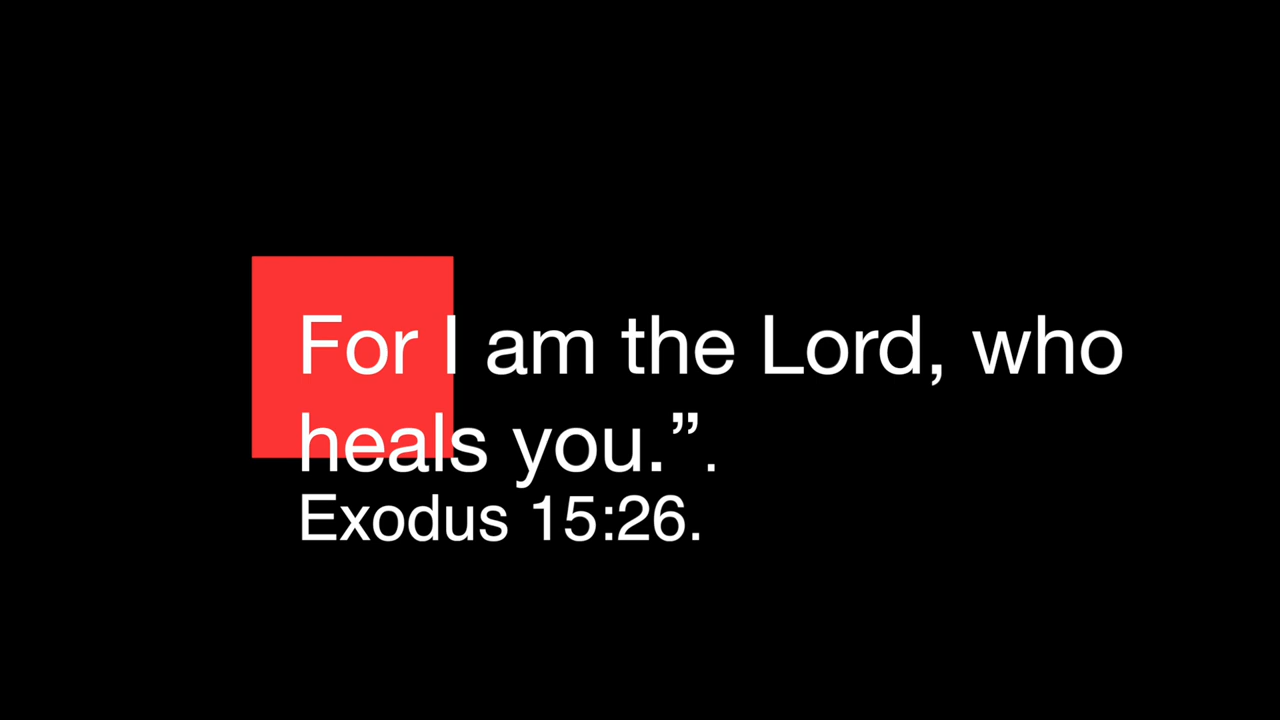 For I am the Lord, who
heals you.”.
Exodus 15:26.